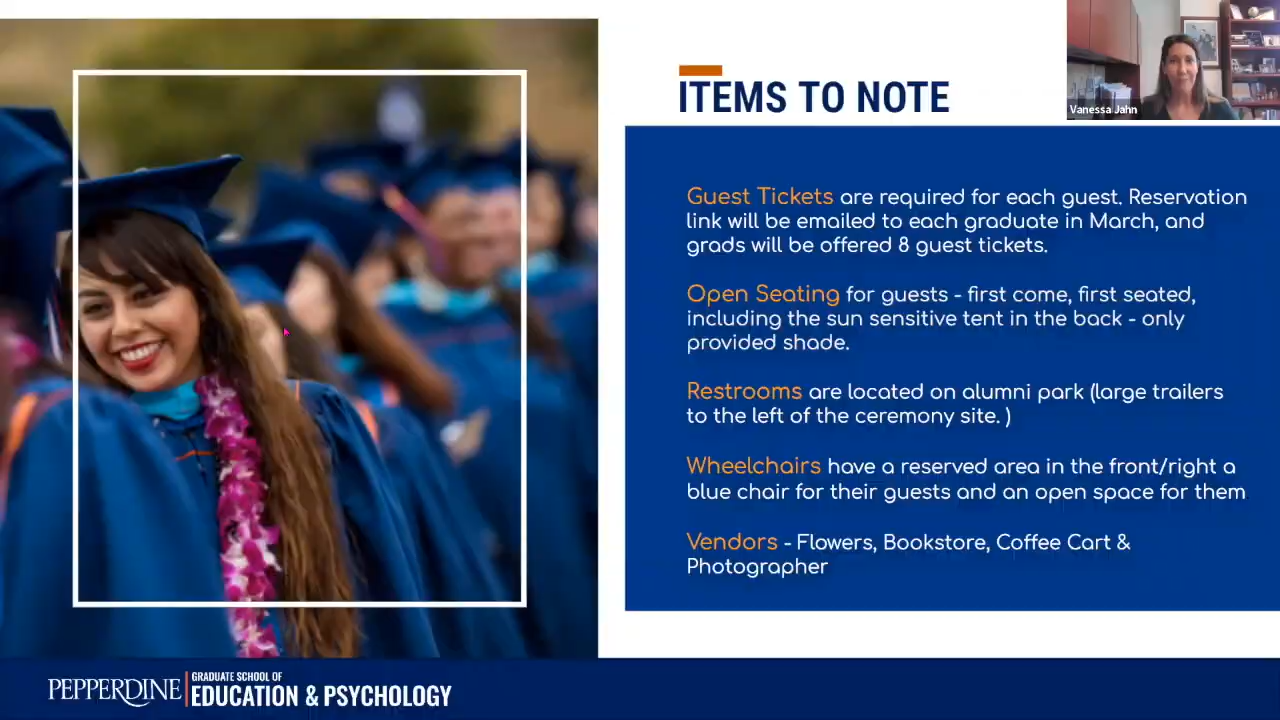 ITEMS TO NOTE
Vanessa Jahn
Guest Tickets are required for each guest. Reservation
link will be emailed to each graduate in March, and
grads will be offered 8 guest tickets.
Open Seating for guests - first come, first seated,
including the sun sensitive tent in the back - only
provided shade.
Restrooms are located on alumni park (large trailers
to the left of the ceremony site. )
Wheelchairs have a reserved area in the front/right a
blue chair for their guests and an open space for them
Vendors - Flowers, Bookstore, Coffee Cart &
Photographer
PEPPERDINE
GRADUATE SCHOOL OF
EDUCATION & PSYCHOLOGY